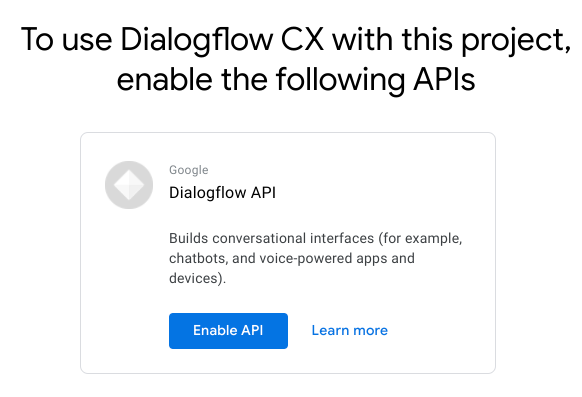 To use Dialogflow CX with this project,
enable the following APIs
Google
Dialogflow API
Builds conversational interfaces (for example,
chatbots, and voice-powered apps and
devices).
Enable API
Learn more